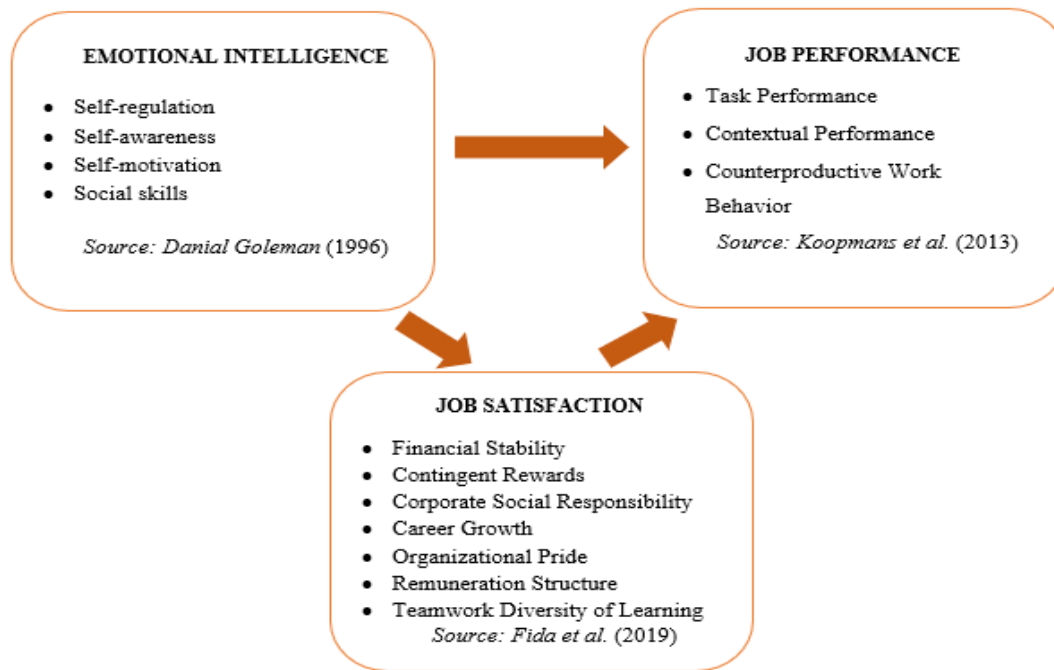 EMOTIONAL INTELLIGENCE
• Self-regulation
• Self-awareness
• Self-motivation
• Social skills
Source: Danial Goleman (1996)
JOB PERFORMANCE
• Task Performance
• Contextual Performance
• Counterproductive Work
Behavior
Source: Koopmans et al. (2013)
JOB SATISFACTION
• Financial Stability
• Contingent Rewards
• Corporate Social Responsibility
• Career Growth
• Organizational Pride
• Remuneration Structure
• Teamwork Diversity of Learning
Source: Fida et al. (2019)